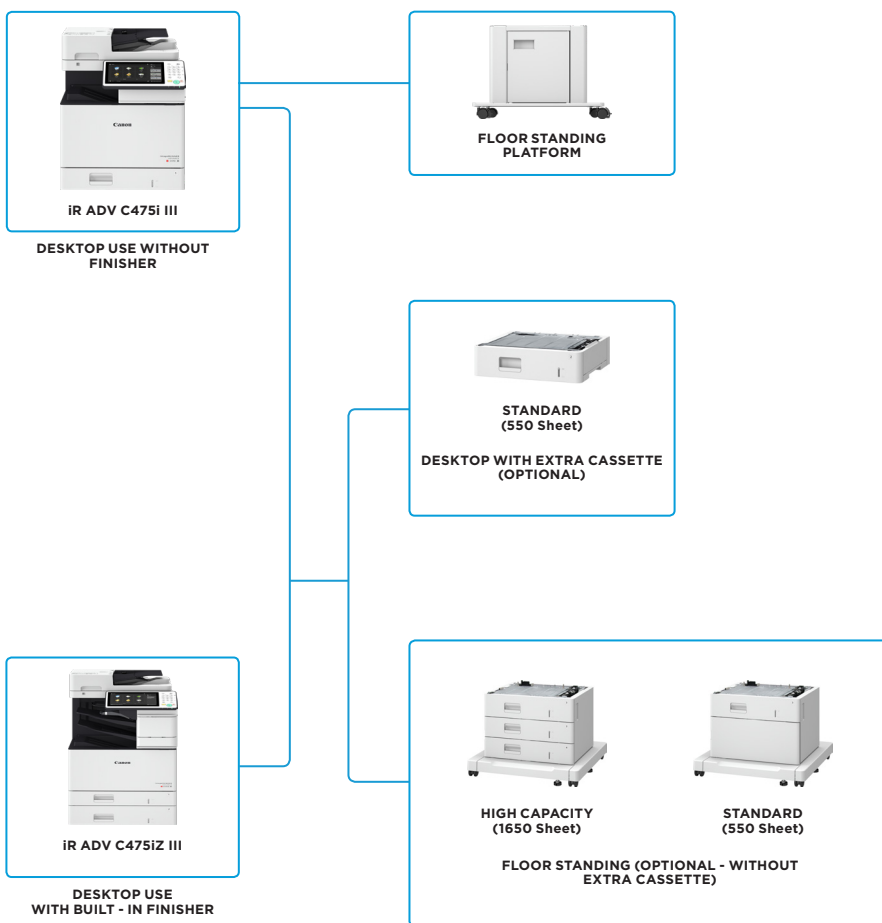 Canon
iR ADV C475i III
DESKTOP USE WITHOUT
FINISHER
FLOOR STANDING
PLATFORM
STANDARD
(550 Sheet)
DESKTOP WITH EXTRA CASSETTE
(OPTIONAL)
Canon
iR ADV C475iZ III
DESKTOP USE
WITH BUILT - IN FINISHER
HIGH CAPACITY
(1650 Sheet)
STANDARD
(550 Sheet)
FLOOR STANDING (OPTIONAL - WITHOUT
EXTRA CASSETTE)